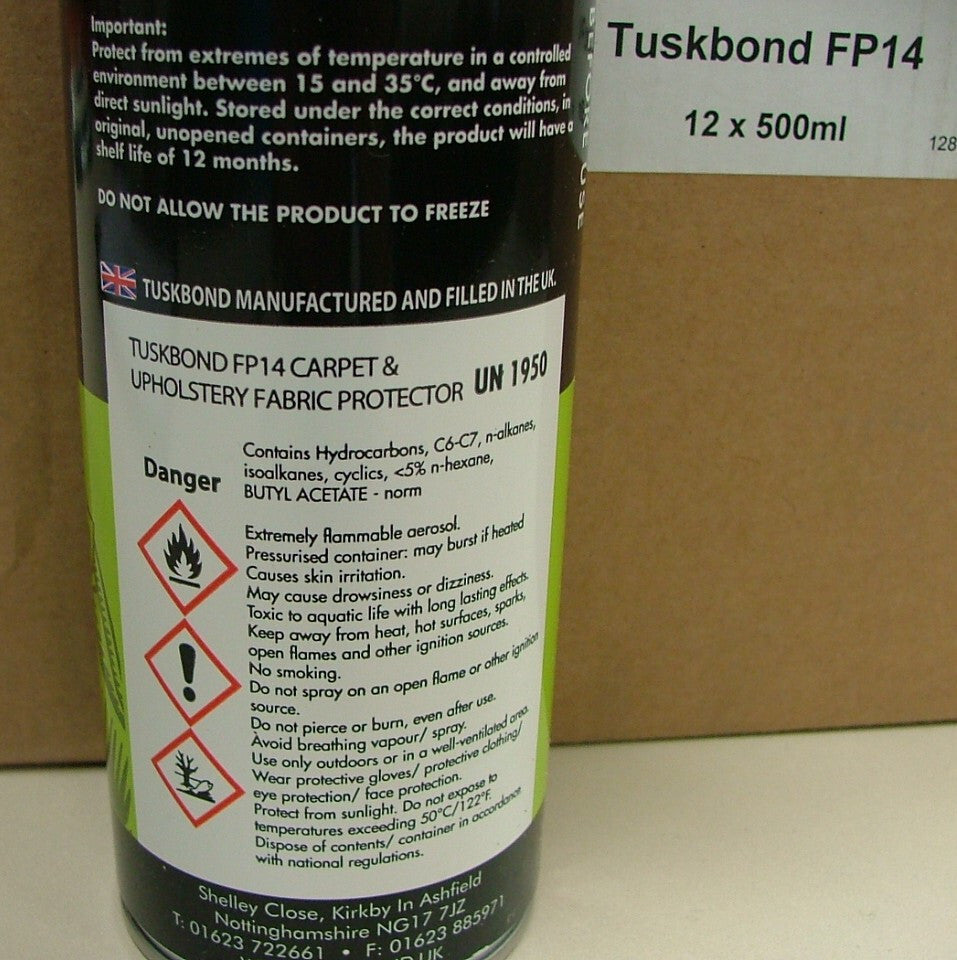 Important:
Protect from extremes of temperature in a controlled
environment between 15 and 35°C, and away from
direct sunlight. Stored under the correct conditions, in
original, unopened containers, the product will have a
shelf life of 12 months.
DO NOT ALLOW THE PRODUCT TO FREEZE
TUSKBOND MANUFACTURED AND FILLED IN THE UK.
TUSKBOND FP14 CARPET &
UPHOLSTERY FABRIC PROTECTOR UN 1950
Danger
Contains Hydrocarbons, C6-C7, n-alkanes,
isoalkanes, cyclics, <5% n-hexane,
BUTYL ACETATE - norm
Extremely flammable aerosol.
Pressurised container: may burst if heated
Causes skin irritation.
May cause drowsiness or dizziness.
Toxic to aquatic life with long lasting effects.
Keep away from heat, hot surfaces, sparks,
open flames and other ignition sources.
No smoking.
Do not spray on an open flame or other ignition
source.
Do not pierce or burn, even after use.
Avoid breathing vapour/ spray.
Use only outdoors or in a well-ventilated area.
Wear protective gloves/ protective clothing/
eye protection/ face protection.
Protect from sunlight. Do not expose to
temperatures exceeding 50°C/122°F.
Dispose of contents/ container in accordance
with national regulations.
Shelley Close, Kirkby In Ashfield
Nottinghamshire NG17 7JZ
T: 01623 722661 • F: 01623 885971
BEFORE USE
Tuskbond FP14
12 x 500ml
128